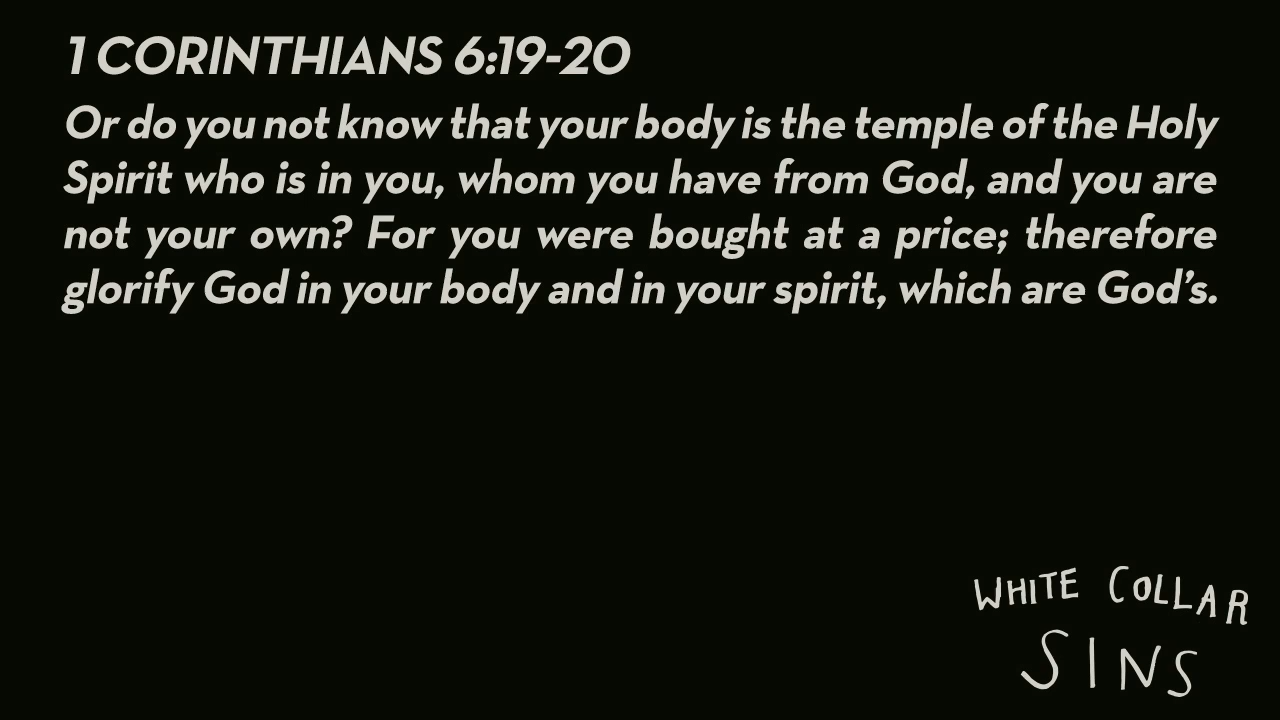 1 CORINTHIANS 6:19-20
Or do you not know that your body is the temple of the Holy
Spirit who is in you, whom you have from God, and you are
not your own? For you were bought at a price; therefore
glorify God in your body and in your spirit, which are God’s.
WHITE COLLAR
SINS